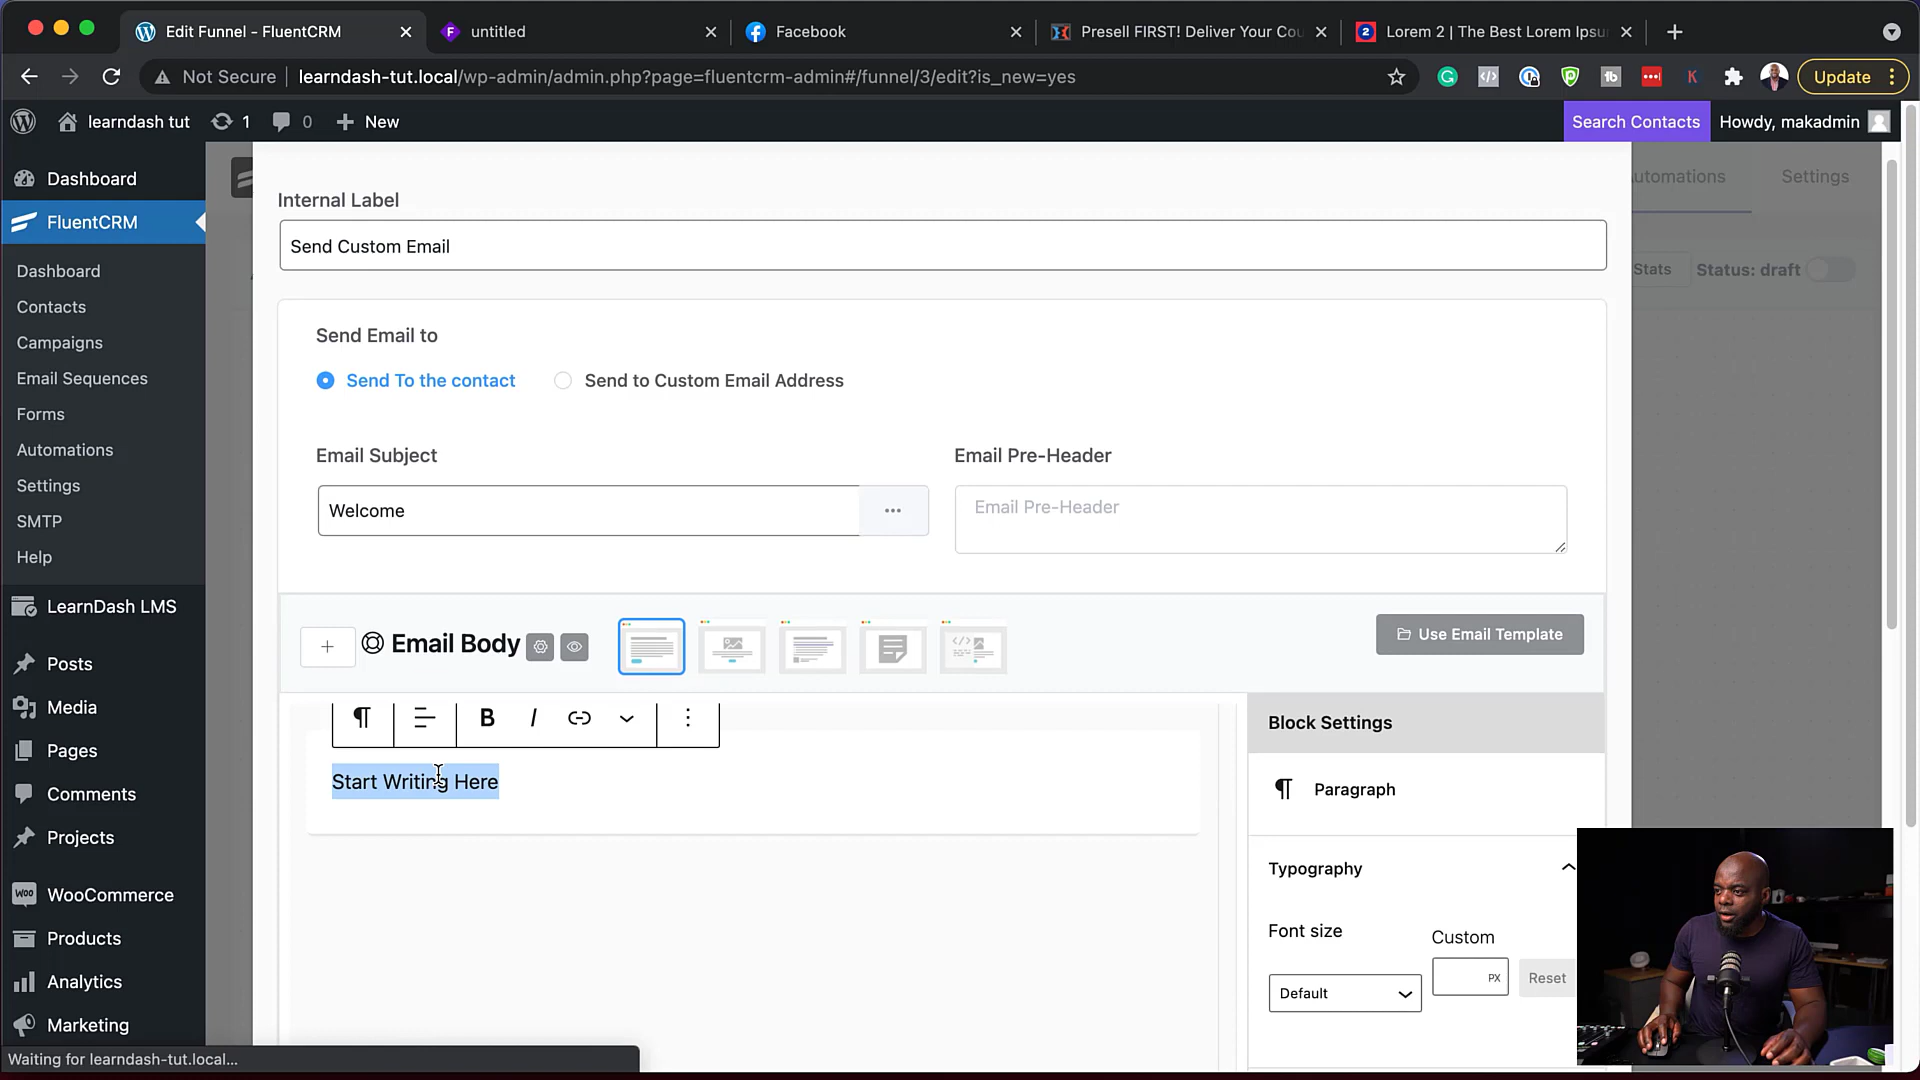 Edit Funnel - FluentCRM
untitled
Facebook
Presell FIRST! Deliver Your Cou
Lorem 2 | The Best Lorem Ipsu
Not Secure
learndash-tut.local/wp-admin/admin.php?page=fluentcrm-admin#/funnel/3/edit?is_new=yes
Update
learndash tut
1
0
New
Search Contacts
Howdy, makadmin
Dashboard
FluentCRM
Dashboard
Contacts
Campaigns
Email Sequences
Forms
Automations
Settings
SMTP
Help
LearnDash LMS
Posts
Media
Pages
Comments
Projects
WooCommerce
Products
Analytics
Marketing
Waiting for learndash-tut.local...
utomations
Settings
Stats
Status: draft
Internal Label
Send Custom Email
Send Email to
Send To the contact
Send to Custom Email Address
Email Subject
Email Pre-Header
Welcome
...
Email Pre-Header
+
Email Body
Use Email Template
B
I
Start Writing Here
Block Settings
Paragraph
Typography
Font size
Custom
Default
PX
Reset